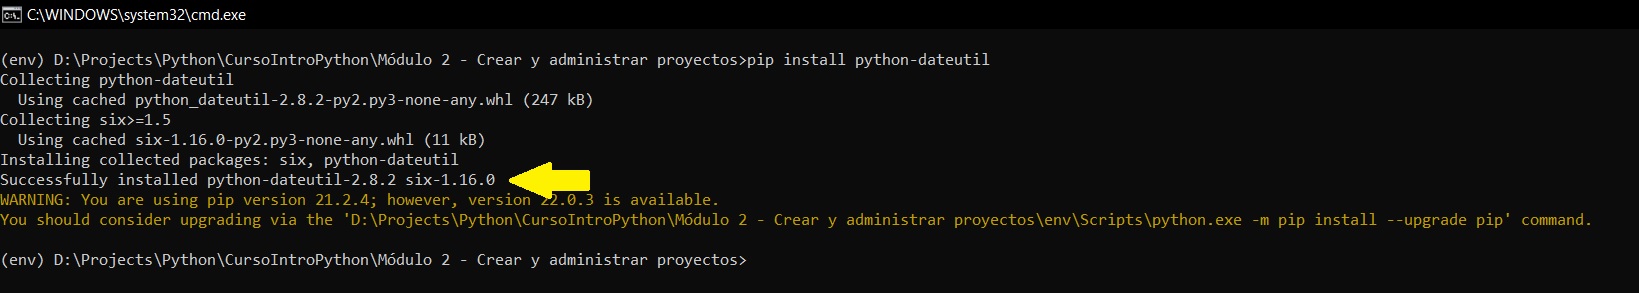 C:\WINDOWS\system32\cmd.exe
(env) D:\Projects\Python\CursoIntroPython\Módulo 2 - Crear y administrar proyectos>pip install python-dateutil
Collecting python-dateutil
  Using cached python_dateutil-2.8.2-py2.py3-none-any.whl (247 kB)
Collecting six>=1.5
  Using cached six-1.16.0-py2.py3-none-any.whl (11 kB)
Installing collected packages: six, python-dateutil
Successfully installed python-dateutil-2.8.2 six-1.16.0
WARNING: You are using pip version 21.2.4; however, version 22.0.3 is available.
You should consider upgrading via the 'D:\Projects\Python\CursoIntroPython\Módulo 2 - Crear y administrar proyectos\env\Scripts\python.exe -m pip install --upgrade pip' command.
(env) D:\Projects\Python\CursoIntroPython\Módulo 2 - Crear y administrar proyectos>